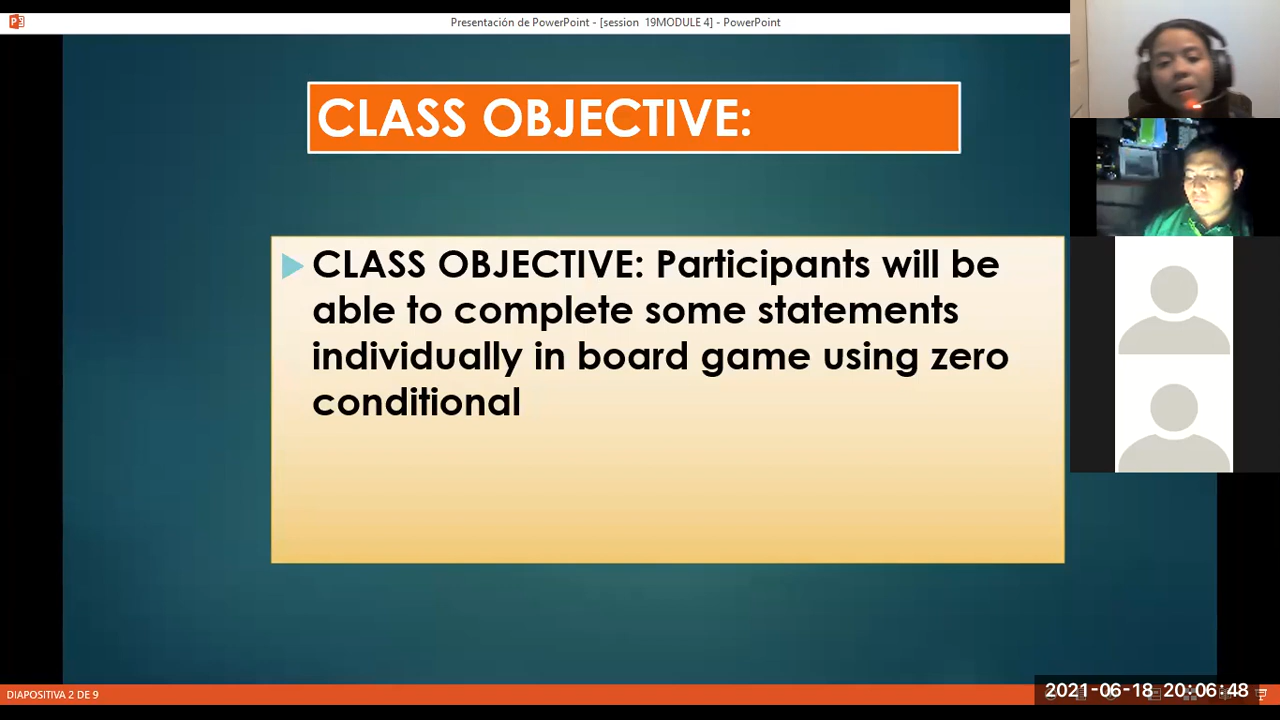 Presentación de PowerPoint - [session 19MODULE 4] - PowerPoint
CLASS OBJECTIVE:
CLASS OBJECTIVE: Participants will be
able to complete some statements
individually in board game using zero
conditional
DIAPOSITIVA 2 DE 9
2021-06-18 20:06:48